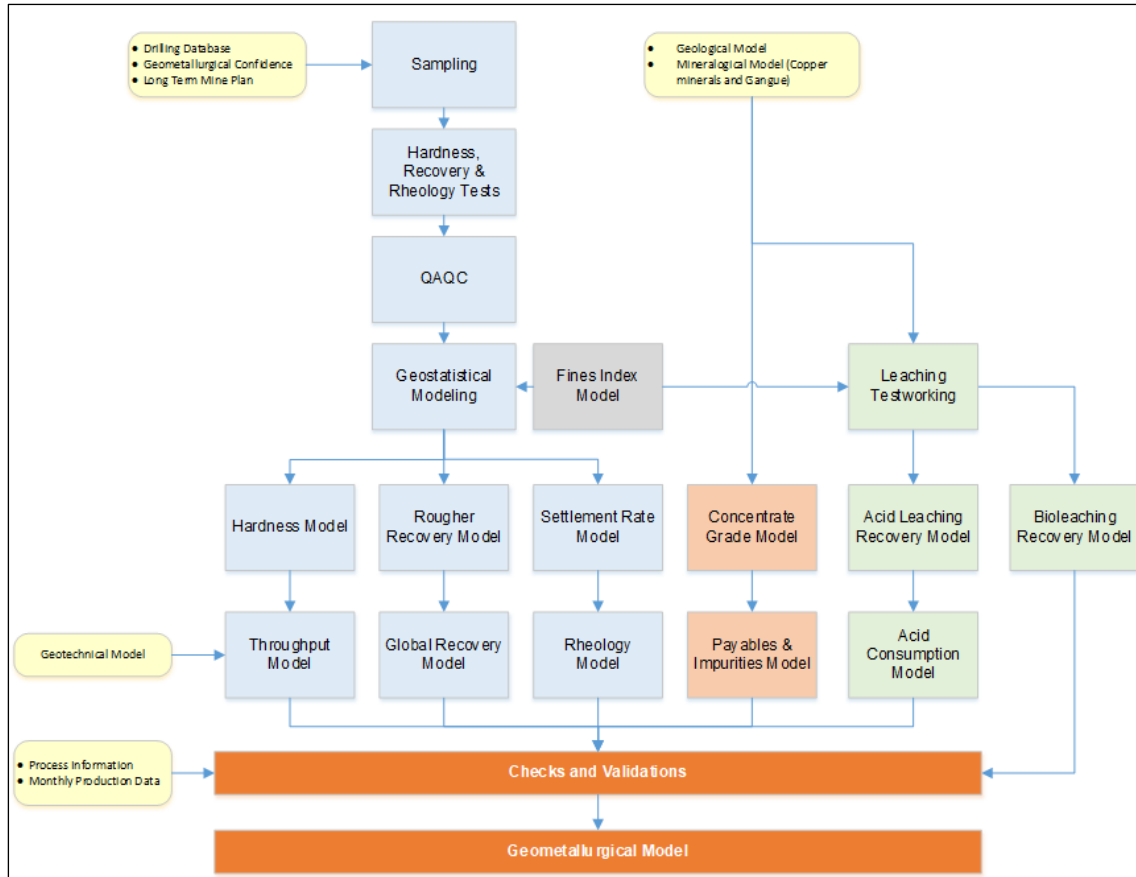 • Drilling Database
• Geometallurgical Confidence
• Long Term Mine Plan
Sampling
• Geological Model
• Mineralogical Model (Copper
minerals and Gangue)
Hardness,
Recovery &
Rheology Tests
QAQC
Geostatistical
Modeling
Fines Index
Model
Leaching
Testworking
Hardness Model
Rougher
Recovery Model
Settlement Rate
Model
Concentrate
Grade Model
Acid Leaching
Recovery Model
Bioleaching
Recovery Model
Geotechnical Model
Throughput
Model
Global Recovery
Model
Rheology
Model
Payables &
Impurities Model
Acid
Consumption
Model
• Process Information
• Monthly Production Data
Checks and Validations
Geometallurgical Model